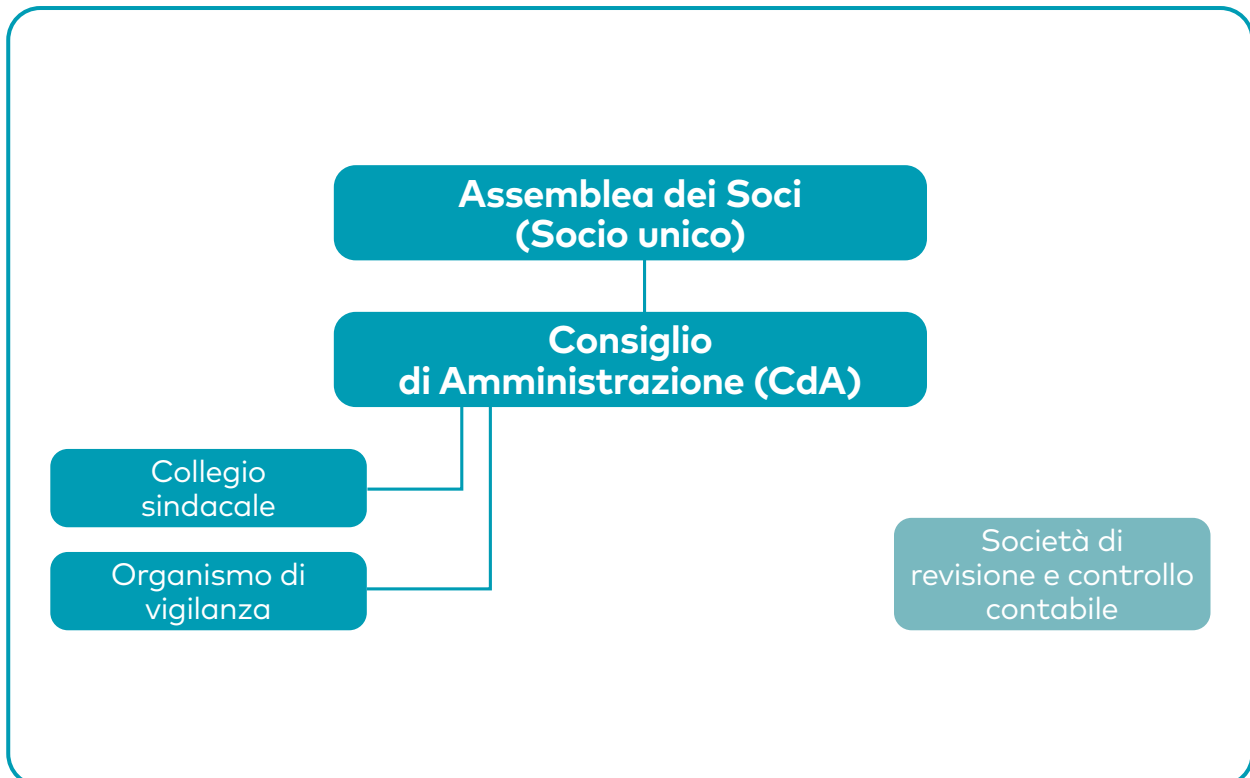 Assemblea dei Soci
(Socio unico)
Consiglio
di Amministrazione (CdA)
Collegio
sindacale
Organismo di
vigilanza
Società di
revisione e controllo
contabile